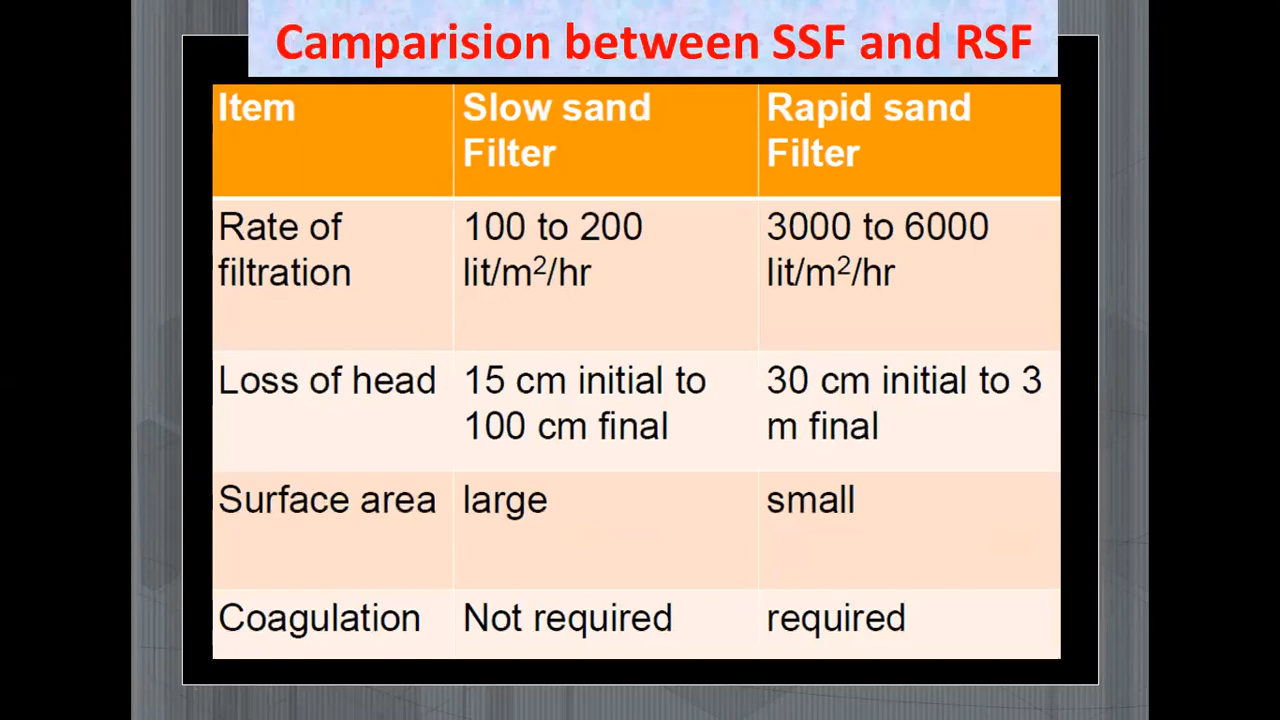 Camparision between SSF and RSF
Item
Slow sand
Filter
Rapid sand
Filter
Rate of
filtration
100 to 200
lit/m²/hr
3000 to 6000
lit/m²/hr
Loss of head
15 cm initial to
100 cm final
30 cm initial to 3
m final
Surface area
large
small
Coagulation
Not required
required